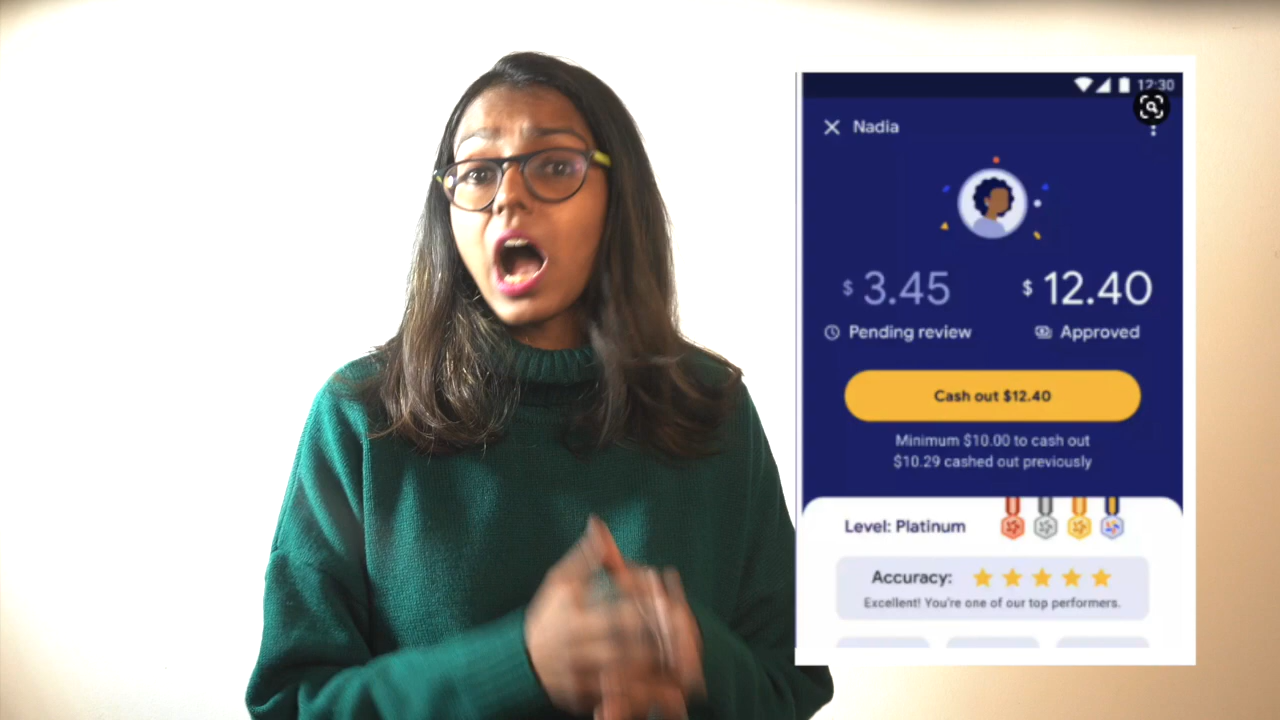 12:30
Nadia
$ 3.45
$ 12.40
Pending review
Approved
Cash out $12.40
Minimum $10.00 to cash out
$10.29 cashed out previously
Level: Platinum
Accuracy:
Excellent! You're one of our top performers.